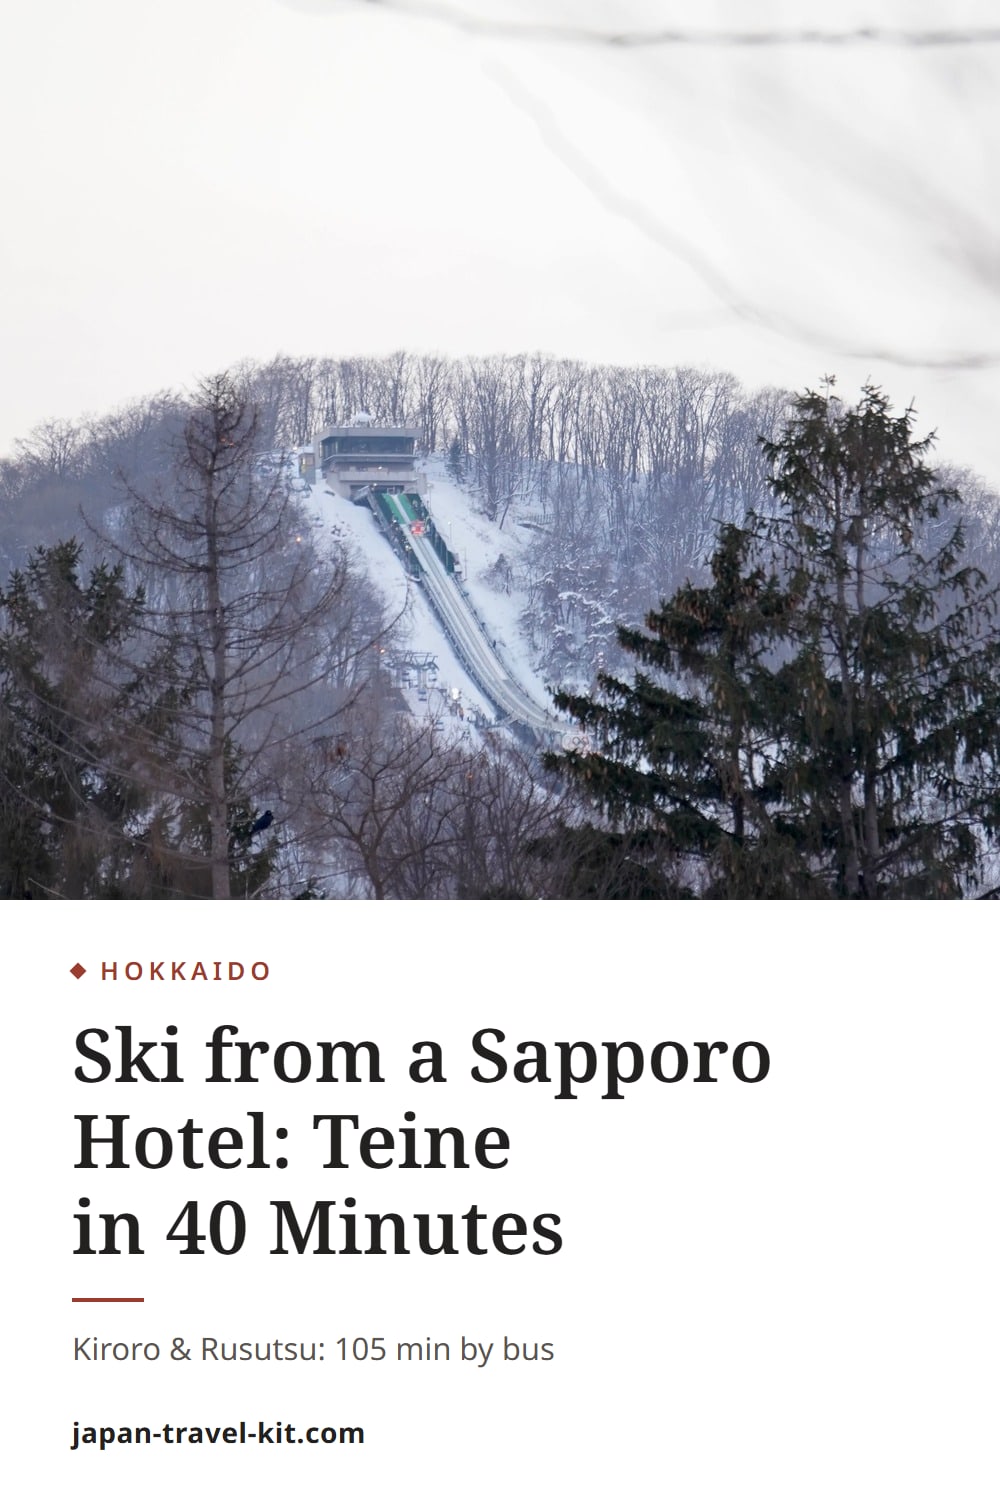 HOKKAIDO
Ski from a Sapporo
Hotel: Teine
in 40 Minutes
Kiroro & Rusutsu: 105 min by bus
japan-travel-kit.com